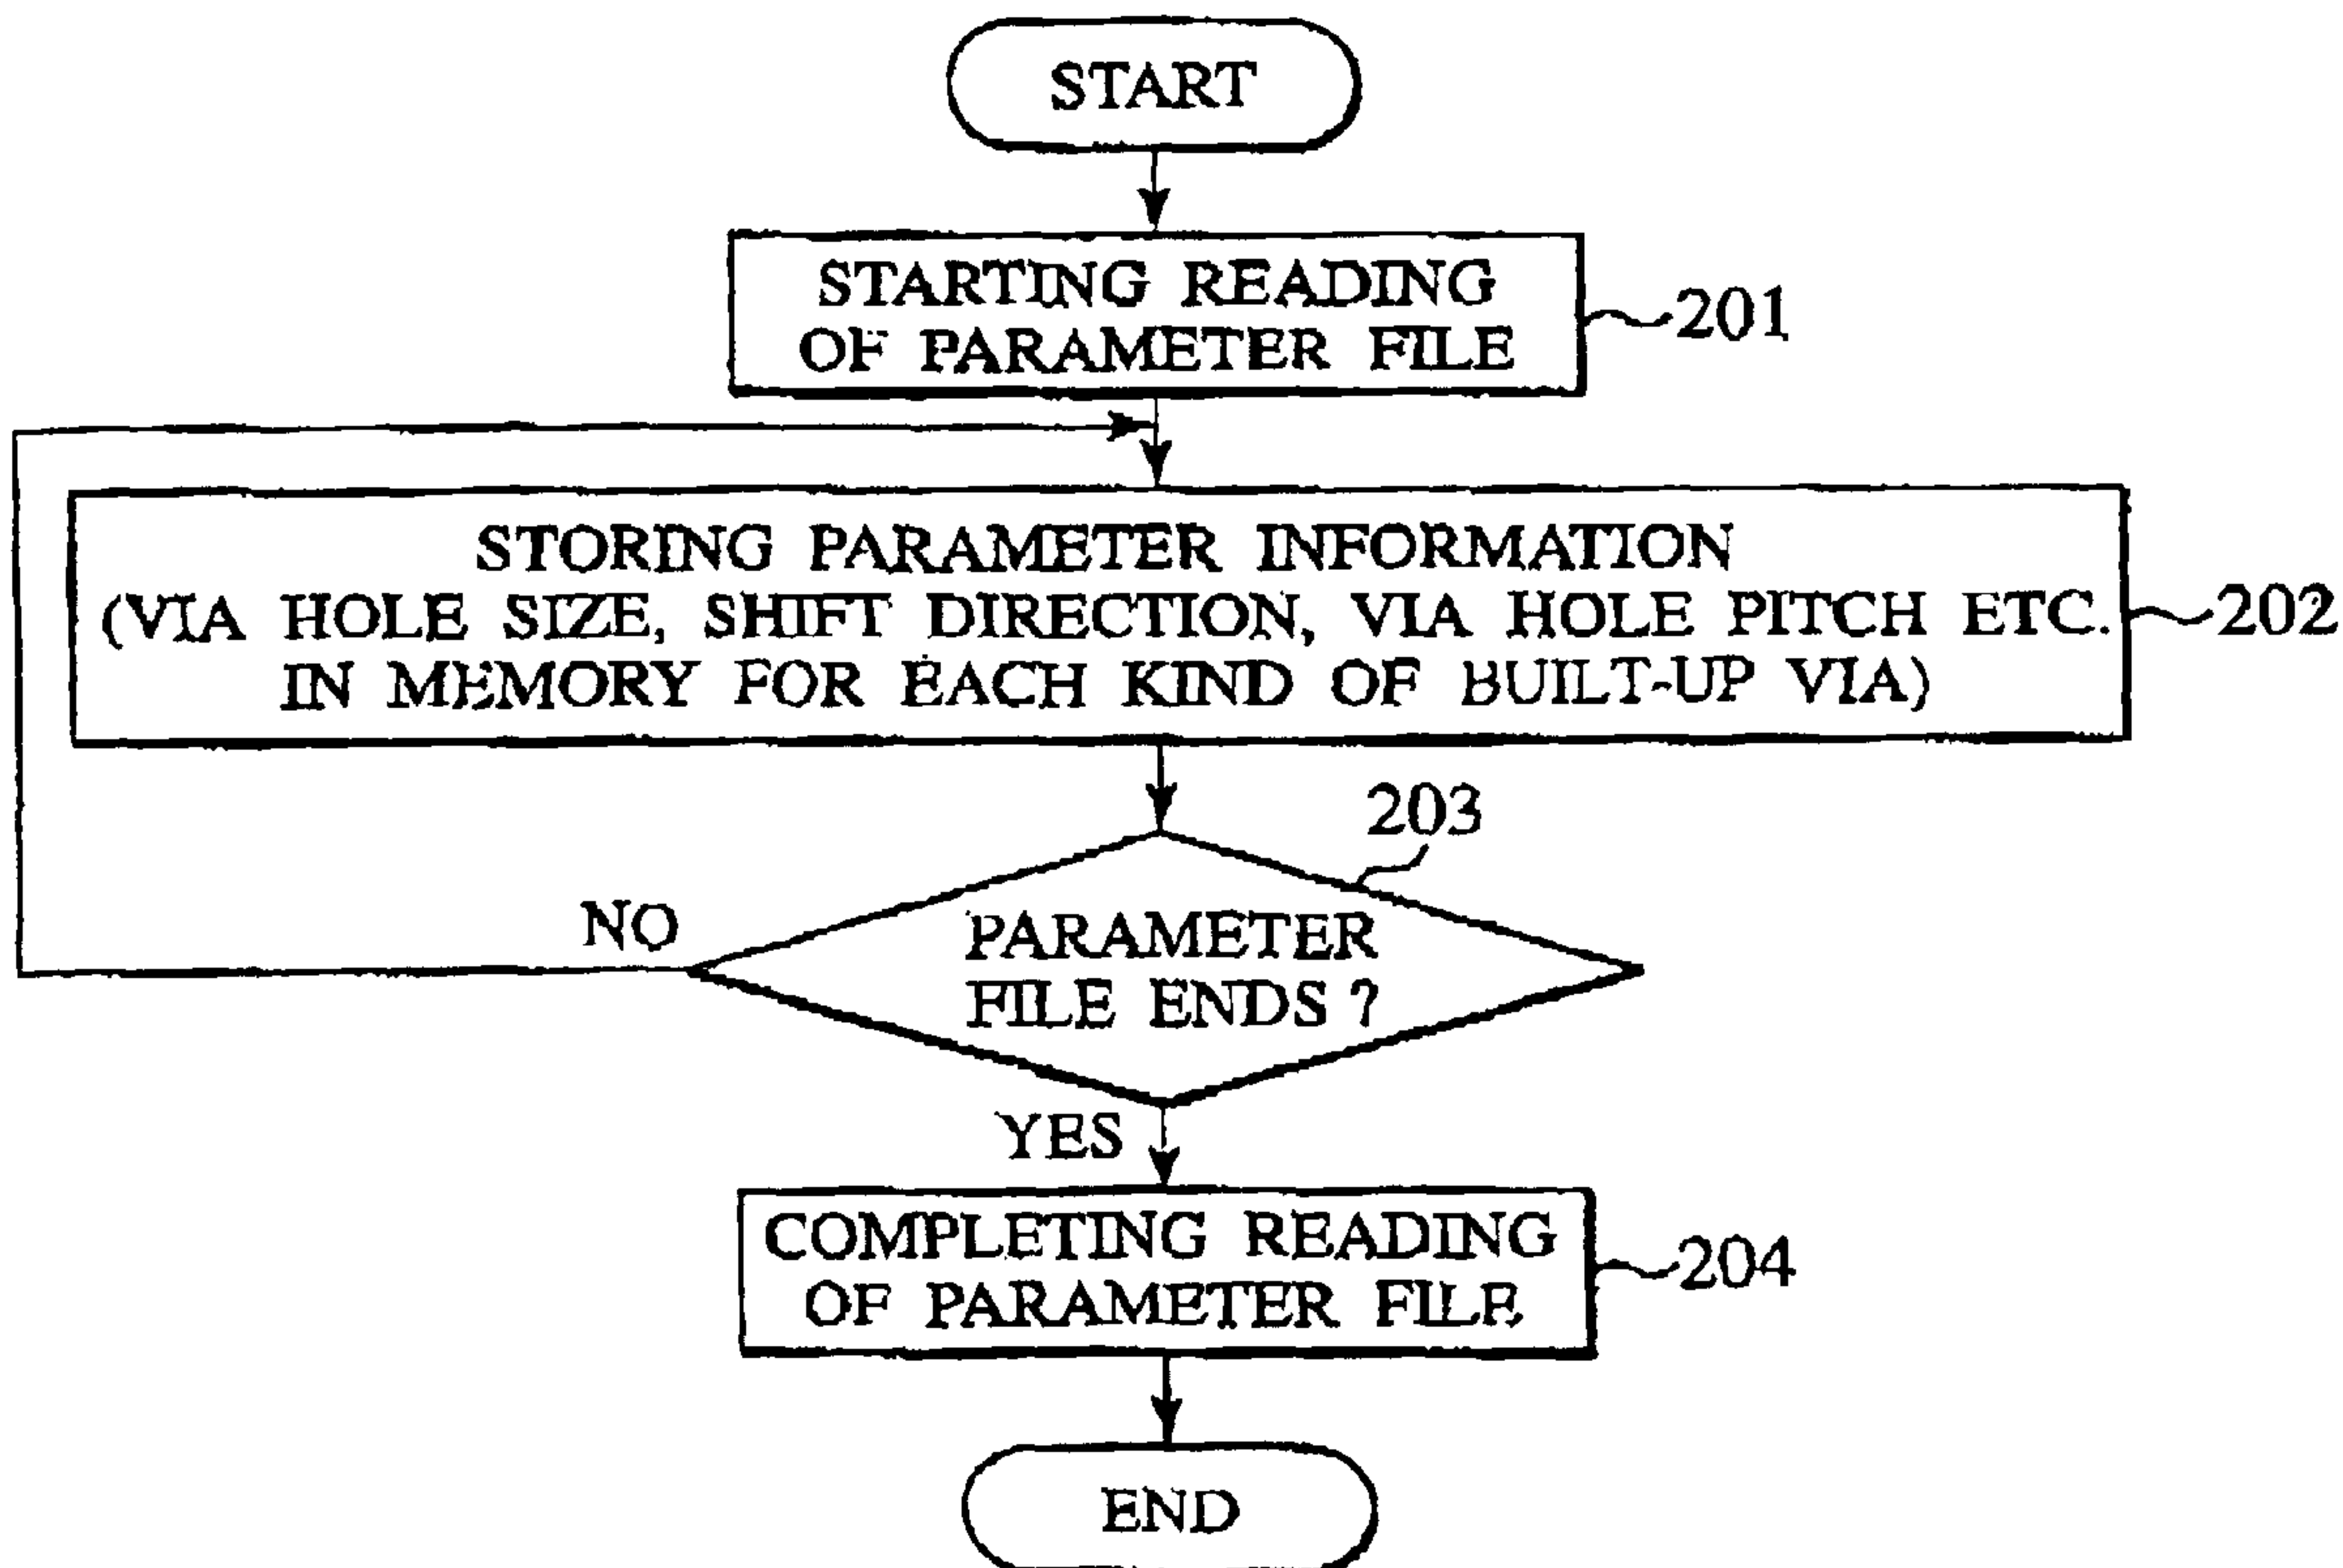 START
STARTING READING
OF PARAMETER FILE
201
STORING PARAMETER INFORMATION
(VIA HOLE SIZE, SHIFT DIRECTION, VIA HOLE PITCH ETC.
IN MEMORY FOR EACH KIND OF BUILT-UP VIA)
202
203
NO
PARAMETER
FILE ENDS ?
YES
COMPLETING READING
OF PARAMETER FILE
204
END